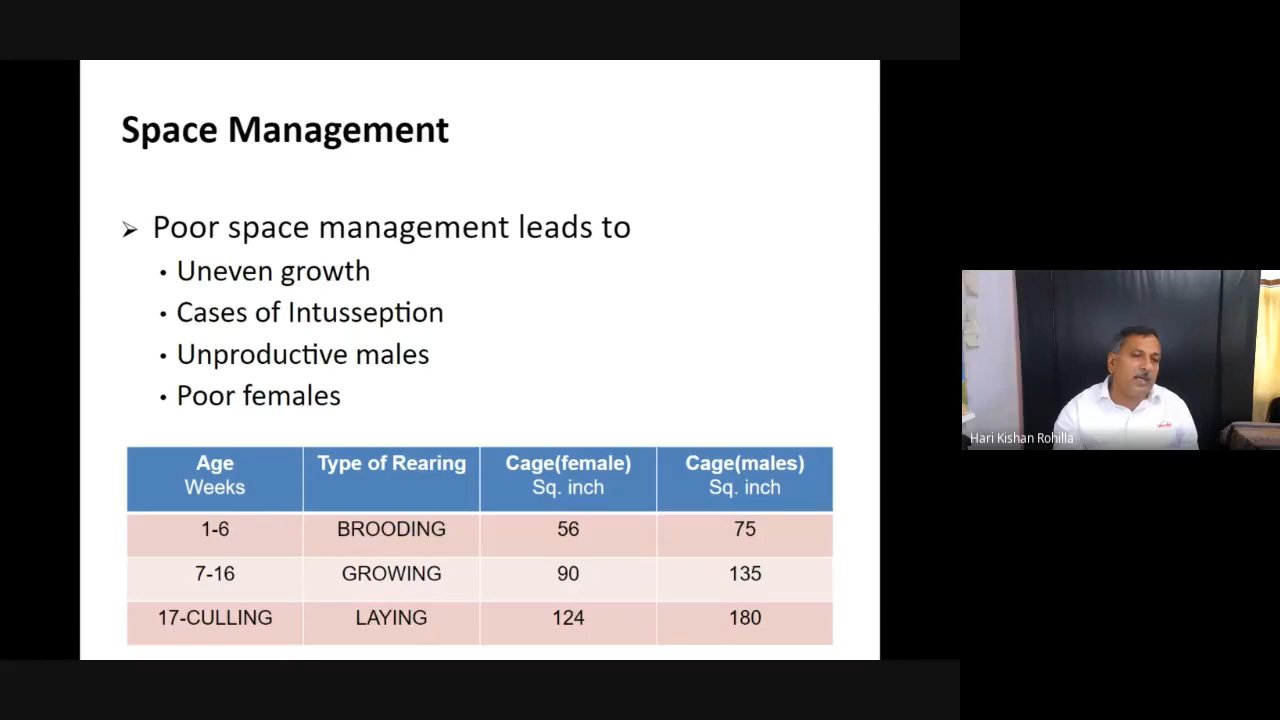 Space Management
➢ Poor space management leads to
• Uneven growth
• Cases of Intusseption
• Unproductive males
• Poor females
Age Type of Rearing Cage(female) Cage(males)
Weeks Sq. inch Sq. inch
1-6 BROODING 56 75
7-16 GROWING 90 135
17-CULLING LAYING 124 180
Hari Kishan Rohilla